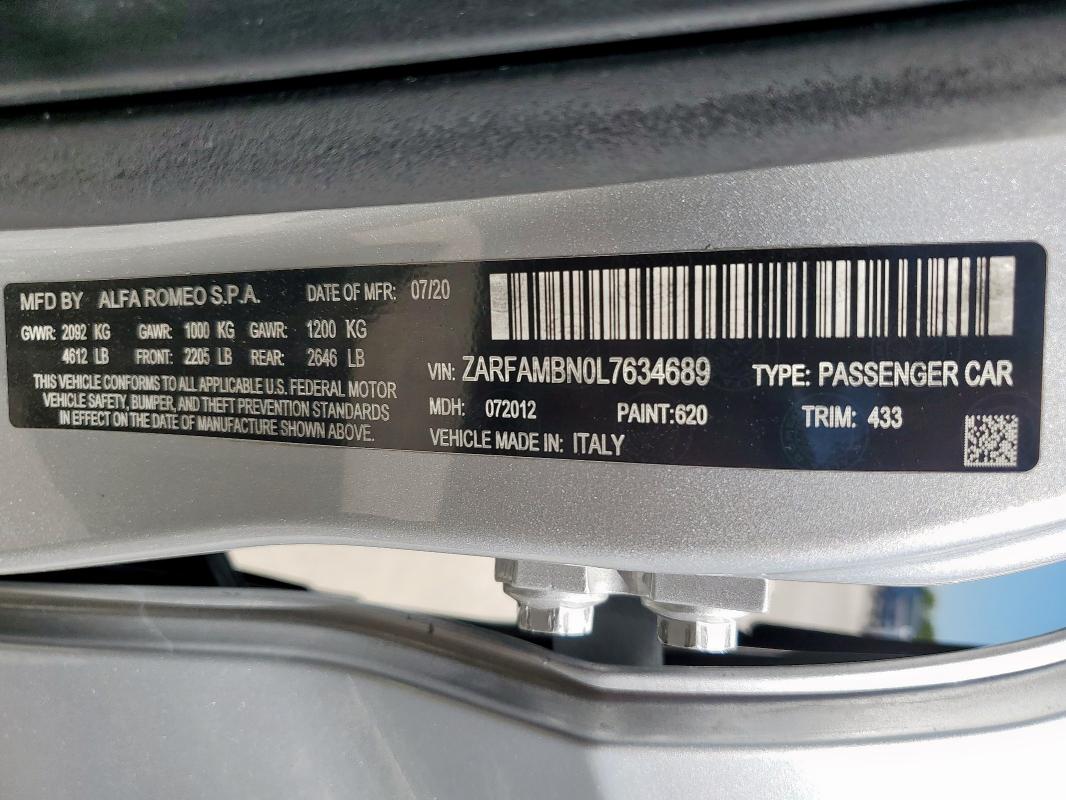 MFD BY ALFA ROMEO S.P.A. DATE OF MFR: 07/20
GVWR: 2092 KG GAWR: 1000 KG GAWR: 1200 KG
4612 LB FRONT: 2205 LB REAR: 2646 LB
THIS VEHICLE CONFORMS TO ALL APPLICABLE U.S. FEDERAL MOTOR
VEHICLE SAFETY, BUMPER, AND THEFT PREVENTION STANDARDS
IN EFFECT ON THE DATE OF MANUFACTURE SHOWN ABOVE.
VIN: ZARFAMBN0L7634689 TYPE: PASSENGER CAR
MDH: 072012 PAINT:620 TRIM: 433
VEHICLE MADE IN: ITALY